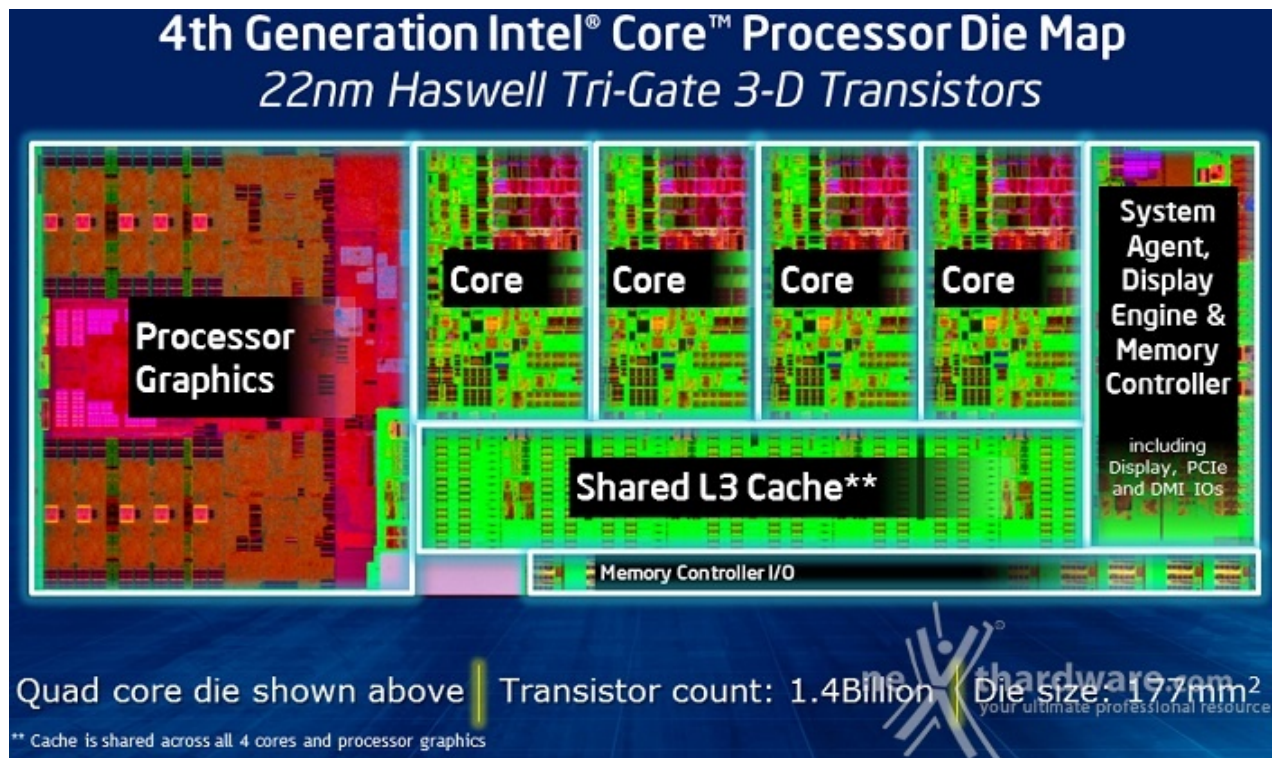 4th Generation Intel® Core™ Processor Die Map
22nm Haswell Tri-Gate 3-D Transistors
Processor
Graphics
Core
Core
Core
Core
System
Agent,
Display
Engine &
Memory
Controller
including
Display, PCIe
and DMI IOs
Shared L3 Cache**
Memory Controller I/O
Quad core die shown above | Transistor count: 1.4Billion | Die size: 177mm²
nexthardware.com
your ultimate professional resource
** Cache is shared across all 4 cores and processor graphics